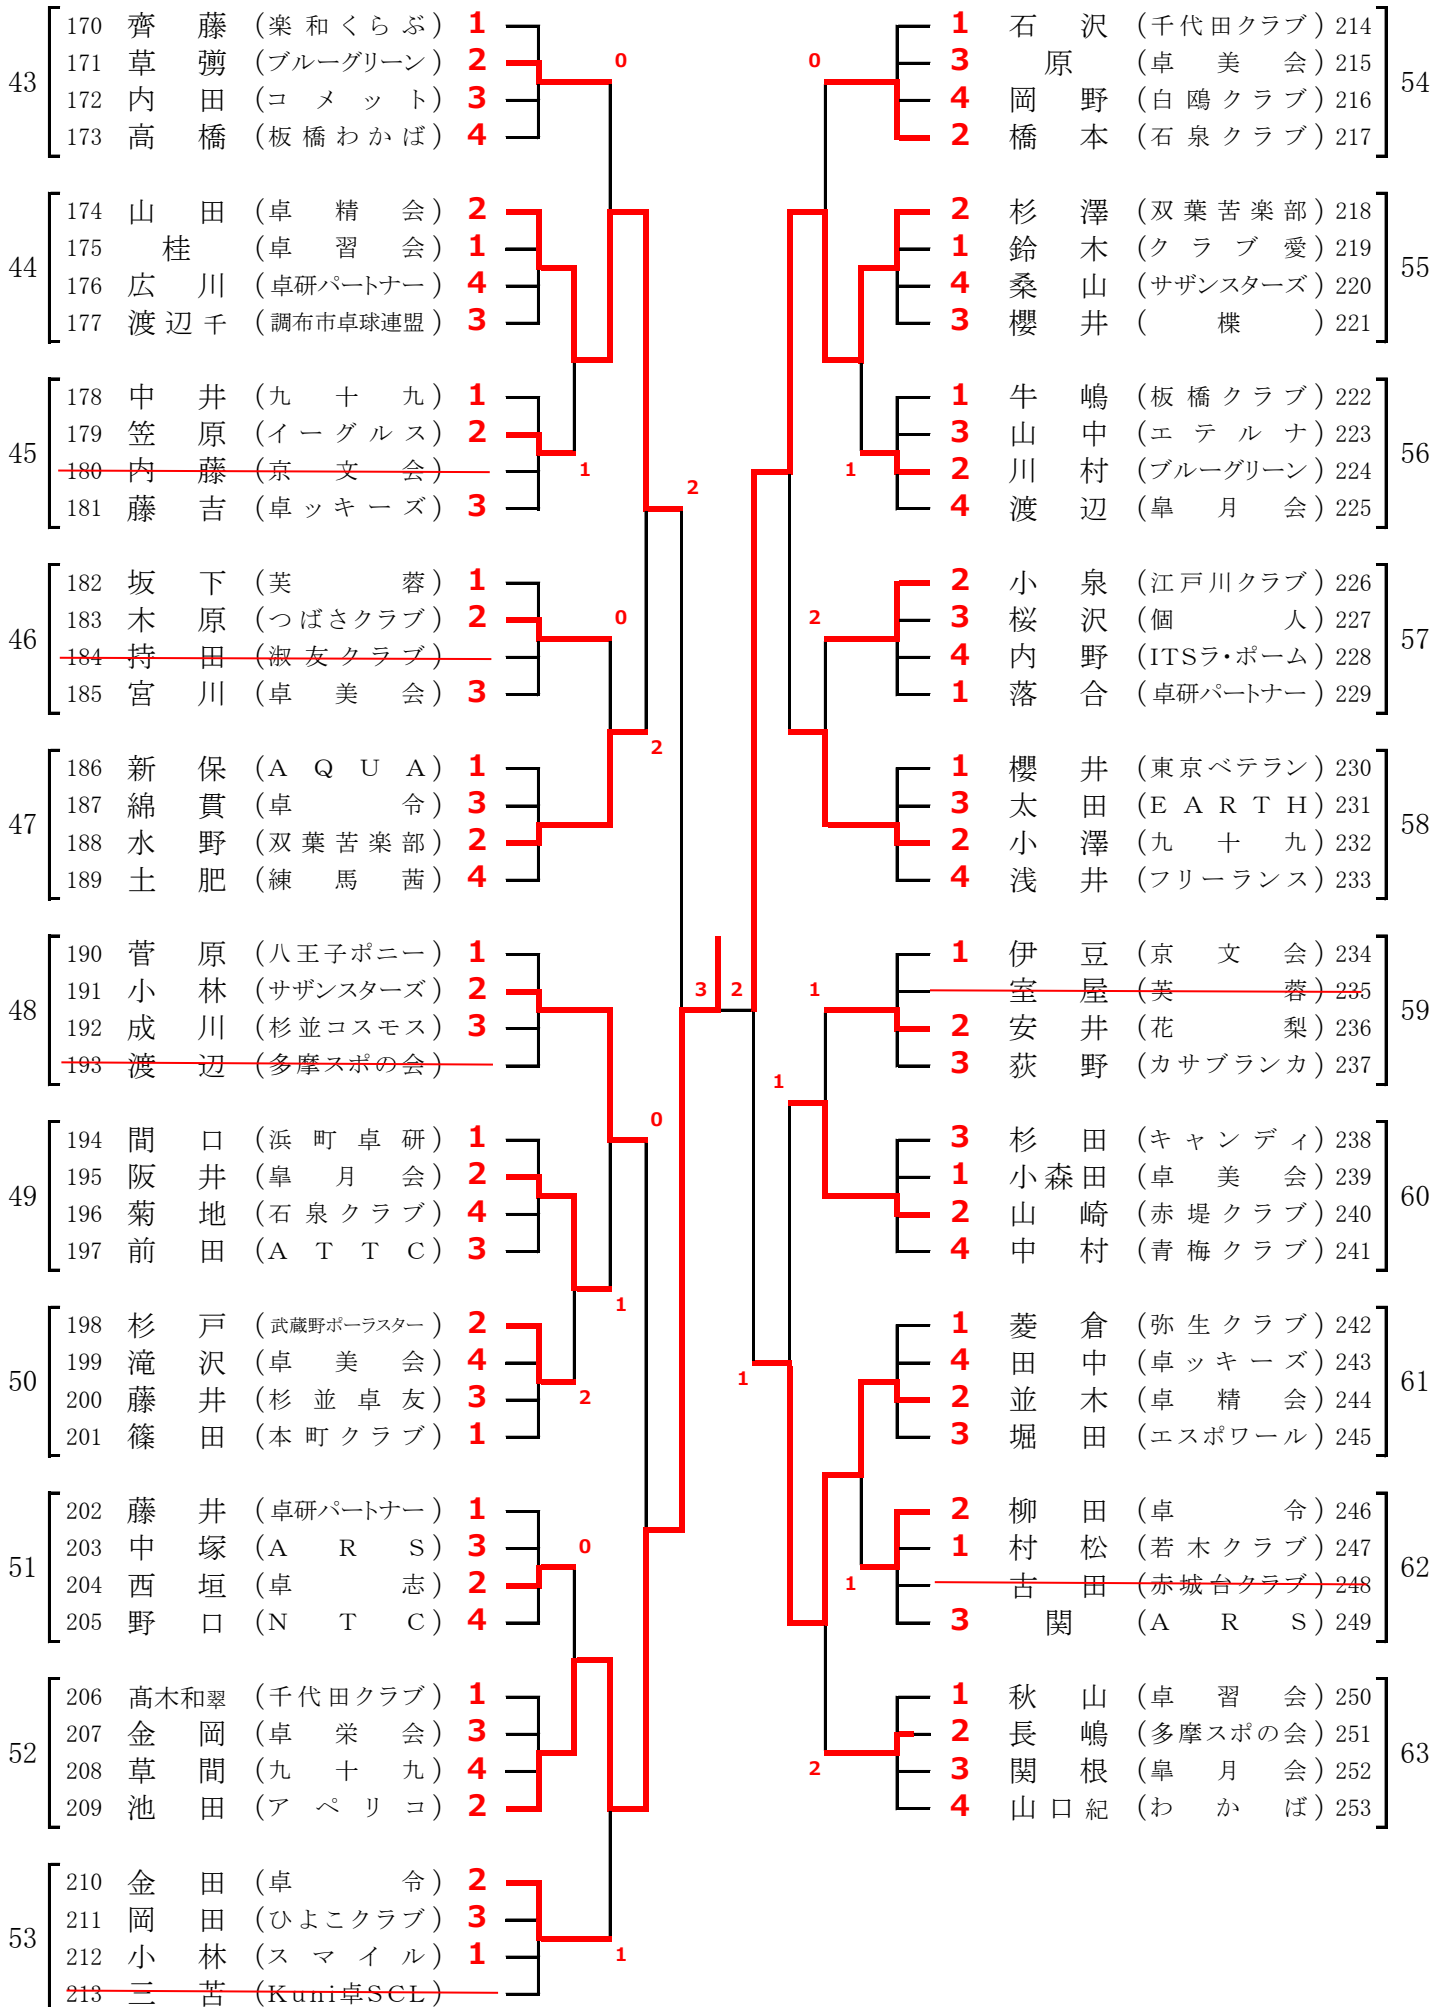 43
170 齊藤 (楽和くらぶ) 1
171 草彅 (ブルーグリーン) 2
172 内田 (コメット) 3
173 高橋 (板橋わかば) 4
0
44
174 山田 (卓精会) 2
175 桂 (卓習会) 1
176 広川 (卓研パートナー) 4
177 渡辺千 (調布市卓球連盟) 3
45
178 中井 (九十九) 1
179 笠原 (イーグルス) 2
180 内藤 (京文会)
181 藤吉 (卓ッキーズ) 3
1
2
46
182 坂下 (芙蓉) 1
183 木原 (つばさクラブ) 2
184 持田 (淑友クラブ)
185 宮川 (卓美会) 3
0
2
47
186 新保 (AQUA) 1
187 綿貫 (卓令) 3
188 水野 (双葉苦楽部) 2
189 土肥 (練馬茜) 4
48
190 菅原 (八王子ポニー) 1
191 小林 (サザンスターズ) 2
192 成川 (杉並コスモス) 3
193 渡辺 (多摩スポの会)
3 2
0
49
194 間口 (浜町卓研) 1
195 阪井 (皐月会) 2
196 菊地 (石泉クラブ) 4
197 前田 (ATTC) 3
1
50
198 杉戸 (武蔵野ポーラスター) 2
199 滝沢 (卓美会) 4
200 藤井 (杉並卓友) 3
201 篠田 (本町クラブ) 1
2
51
202 藤井 (卓研パートナー) 1
203 中塚 (ARS) 3
204 西垣 (卓志) 2
205 野口 (NTC) 4
0
52
206 髙木和翠 (千代田クラブ) 1
207 金岡 (卓栄会) 3
208 草間 (九十九) 4
209 池田 (アペリコ) 2
53
210 金田 (卓令) 2
211 岡田 (ひよこクラブ) 3
212 小林 (スマイル) 1
213 三苫 (Kuni卓SCL)
1
0
1 石沢 (千代田クラブ) 214
3 原 (卓美会) 215
4 岡野 (白鴎クラブ) 216
2 橋本 (石泉クラブ) 217
54
2 杉澤 (双葉苦楽部) 218
1 鈴木 (クラブ愛) 219
4 桑山 (サザンスターズ) 220
3 櫻井 (楪) 221
55
1 牛嶋 (板橋クラブ) 222
3 山中 (エテルナ) 223
2 川村 (ブルーグリーン) 224
4 渡辺 (皐月会) 225
56
1
2 小泉 (江戸川クラブ) 226
3 桜沢 (個人) 227
4 内野 (ITSラ・ポーム) 228
1 落合 (卓研パートナー) 229
57
2
1 櫻井 (東京ベテラン) 230
3 太田 (EARTH) 231
2 小澤 (九十九) 232
4 浅井 (フリーランス) 233
58
1 伊豆 (京文会) 234
室屋 (芙蓉) 235
2 安井 (花梨) 236
3 荻野 (カサブランカ) 237
59
1
1
3 杉田 (キャンディ) 238
1 小森田 (卓美会) 239
2 山崎 (赤堤クラブ) 240
4 中村 (青梅クラブ) 241
60
1 菱倉 (弥生クラブ) 242
4 田中 (卓ッキーズ) 243
2 並木 (卓精会) 244
3 堀田 (エスポワール) 245
61
1
2 柳田 (卓令) 246
1 村松 (若木クラブ) 247
古田 (赤城台クラブ) 248
3 関 (ARS) 249
62
1
1 秋山 (卓習会) 250
2 長嶋 (多摩スポの会) 251
3 関根 (皐月会) 252
4 山口紀 (わかば) 253
63
2